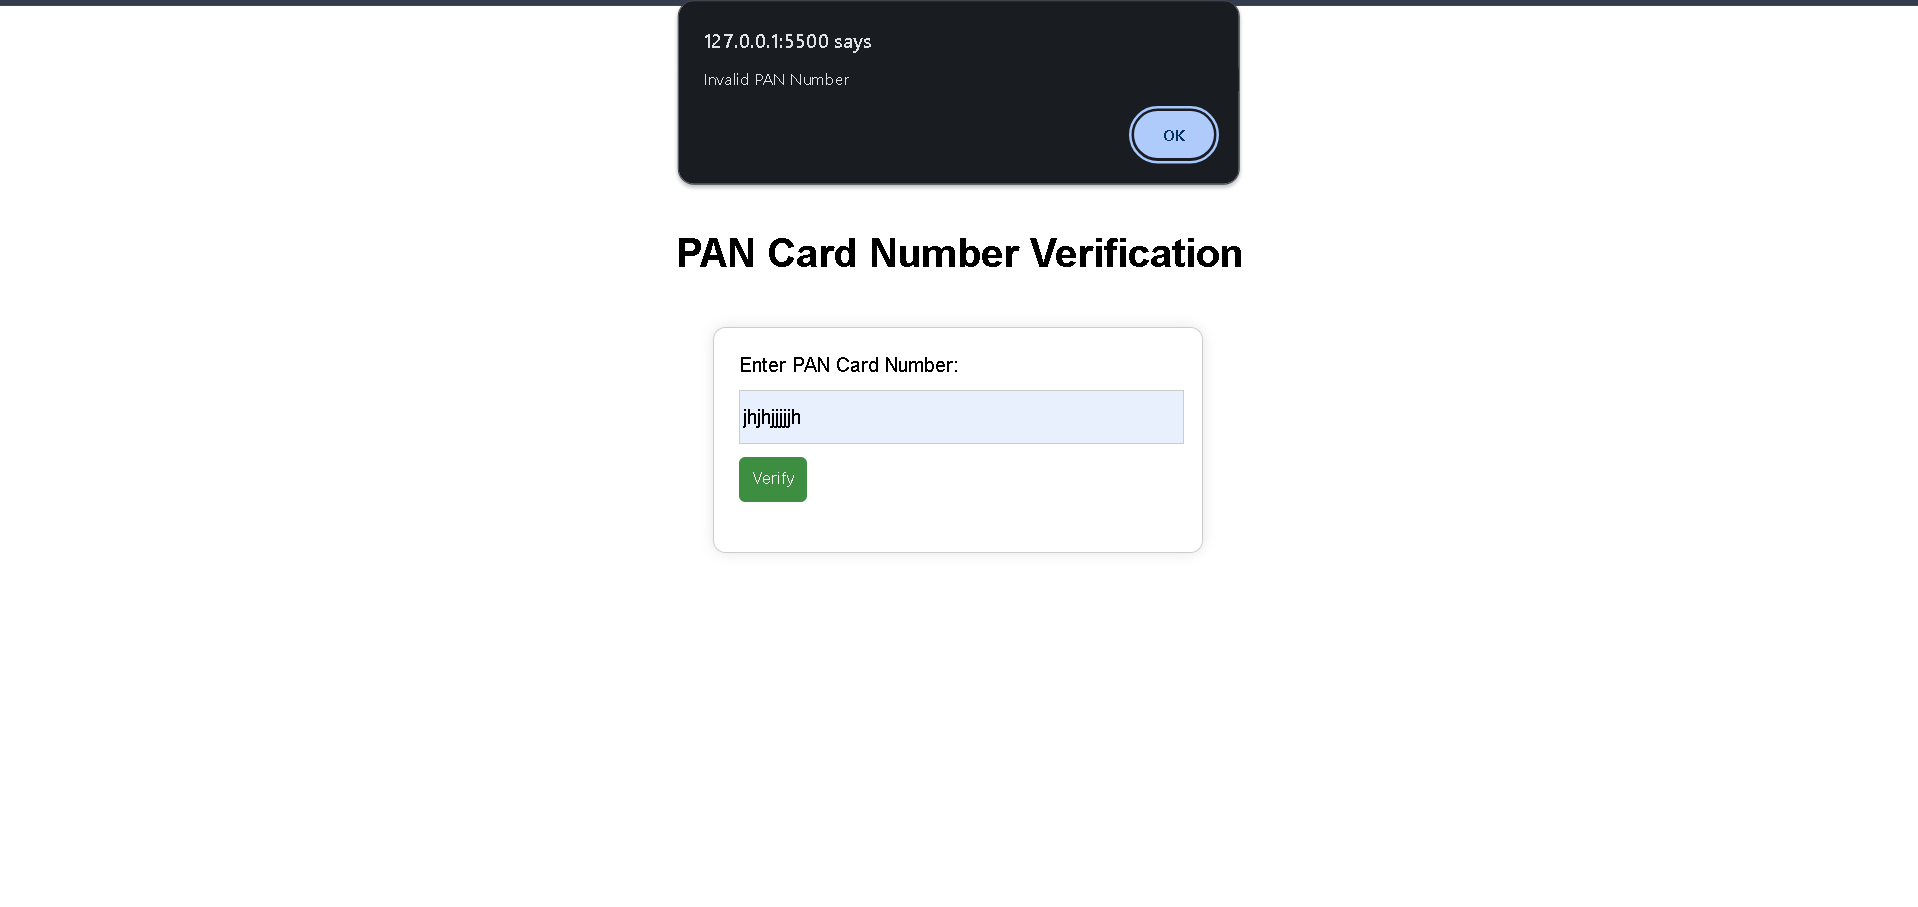 127.0.0.1:5500 says
Invalid PAN Number
OK
PAN Card Number Verification
Enter PAN Card Number:
jhjhjjjjjh
Verify